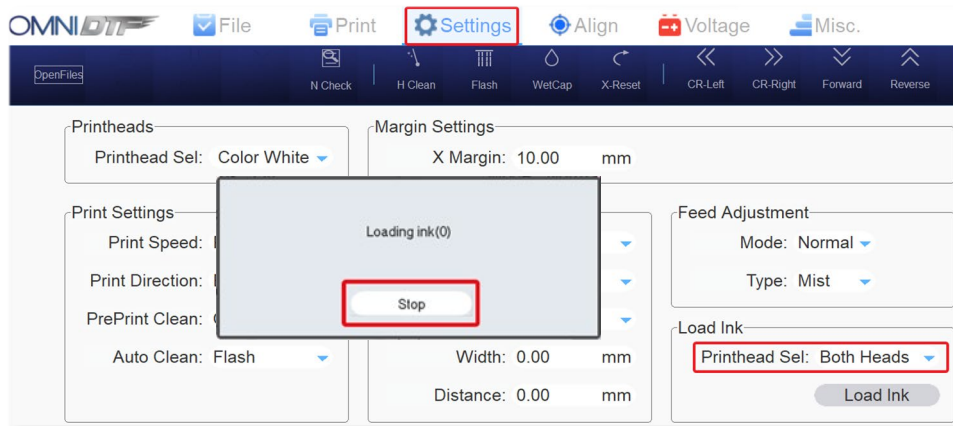 OMNI DTF File Print Settings Align Voltage Misc.
OpenFiles N Check H Clean Flash WetCap X-Reset CR-Left CR-Right Forward Reverse
Printheads
Printhead Sel: Color White
Margin Settings
X Margin: 10.00 mm
Print Settings
Print Speed:
Print Direction:
PrePrint Clean:
Auto Clean: Flash
Loading ink(0)
Stop
Width: 0.00 mm
Distance: 0.00 mm
Feed Adjustment
Mode: Normal
Type: Mist
Load Ink
Printhead Sel: Both Heads
Load Ink